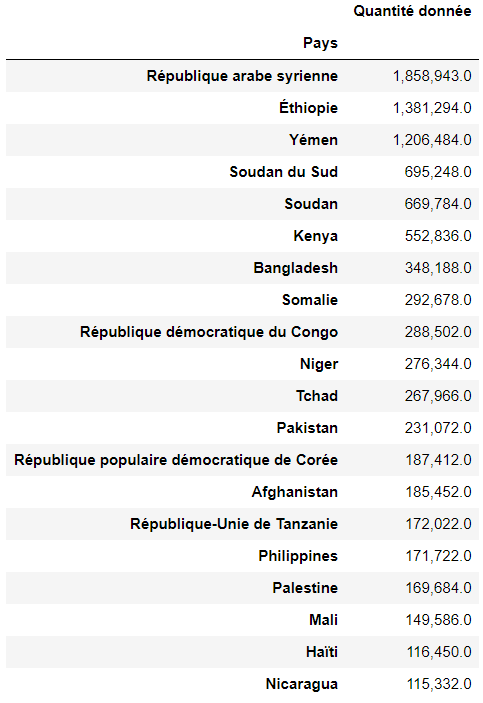 Quantité donnée
Pays
République arabe syrienne 1,858,943.0
Éthiopie 1,381,294.0
Yémen 1,206,484.0
Soudan du Sud 695,248.0
Soudan 669,784.0
Kenya 552,836.0
Bangladesh 348,188.0
Somalie 292,678.0
République démocratique du Congo 288,502.0
Niger 276,344.0
Tchad 267,966.0
Pakistan 231,072.0
République populaire démocratique de Corée 187,412.0
Afghanistan 185,452.0
République-Unie de Tanzanie 172,022.0
Philippines 171,722.0
Palestine 169,684.0
Mali 149,586.0
Haïti 116,450.0
Nicaragua 115,332.0